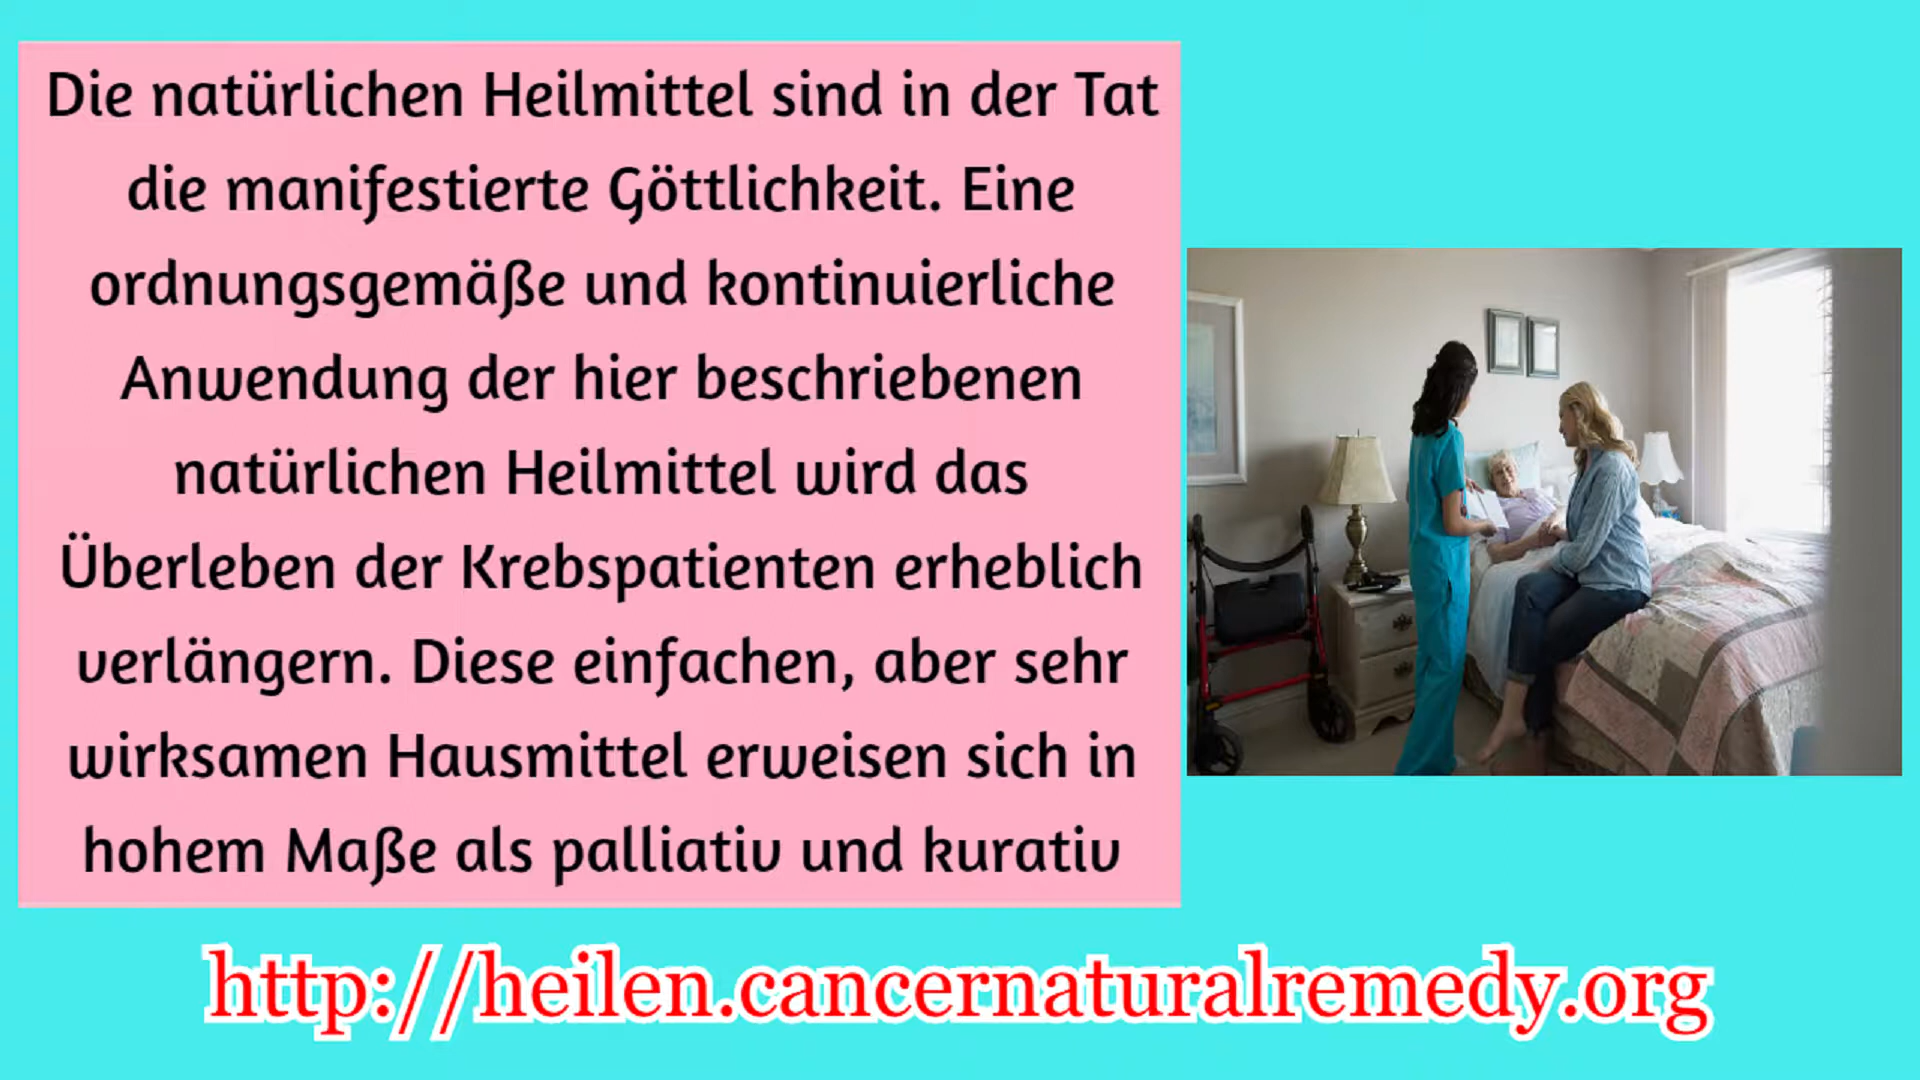 Die natürlichen Heilmittel sind in der Tat
die manifestierte Göttlichkeit. Eine
ordnungsgemäße und kontinuierliche
Anwendung der hier beschriebenen
natürlichen Heilmittel wird das
Überleben der Krebspatienten erheblich
verlängern. Diese einfachen, aber sehr
wirksamen Hausmittel erweisen sich in
hohem Maße als palliativ und kurativ
http://heilen.cancernaturalremedy.org